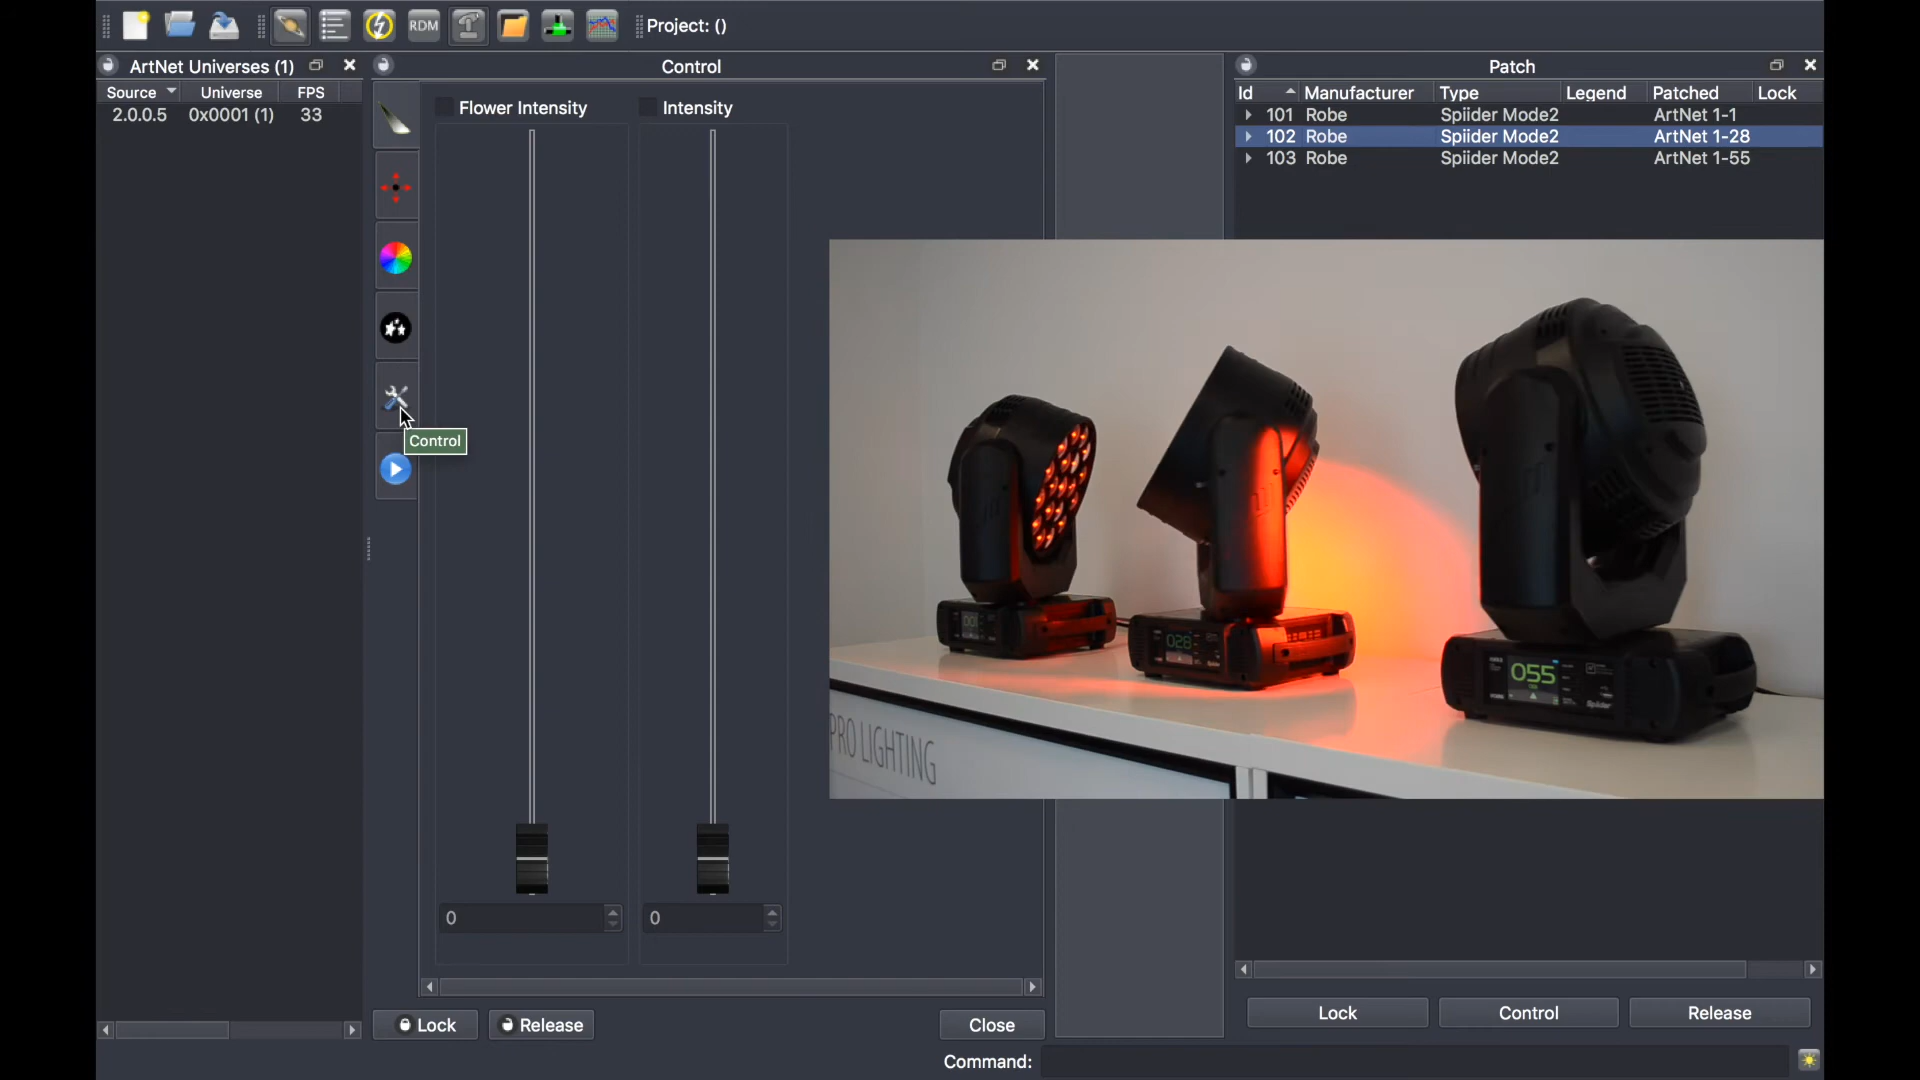 RDM
Project: ()
ArtNet Universes (1)
Source Universe FPS
2.0.0.5 0x0001 (1) 33
Control
Flower Intensity
Intensity
Control
0
0
Lock
Release
Close
Patch
Id Manufacturer Type Legend Patched Lock
101 Robe Spiider Mode2 ArtNet 1-1
102 Robe Spiider Mode2 ArtNet 1-28
103 Robe Spiider Mode2 ArtNet 1-55
001
028
055
Spiider
PRO LIGHTING
Lock
Control
Release
Command: